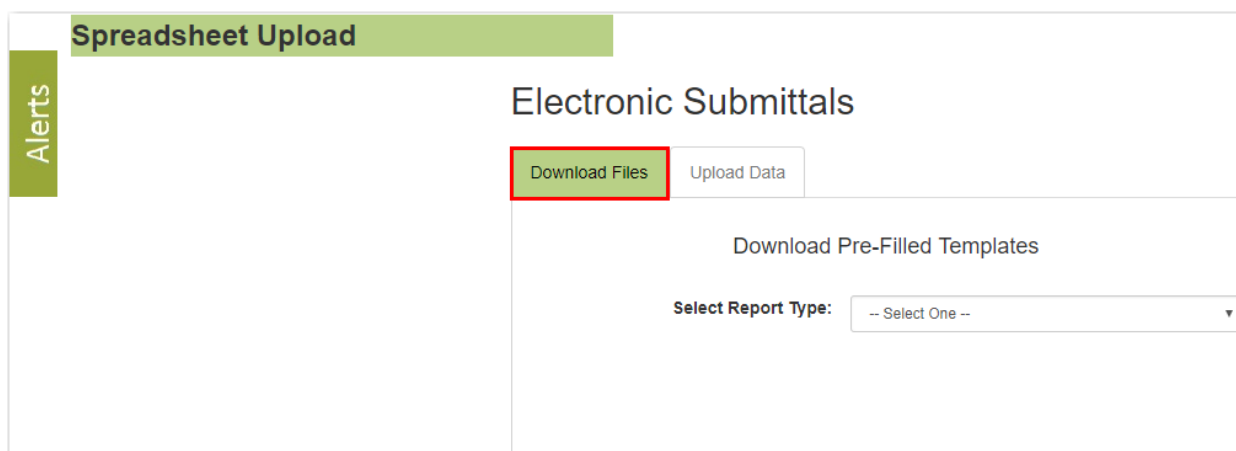 Spreadsheet Upload
Alerts
Electronic Submittals
Download Files
Upload Data
Download Pre-Filled Templates
Select Report Type:
-- Select One --